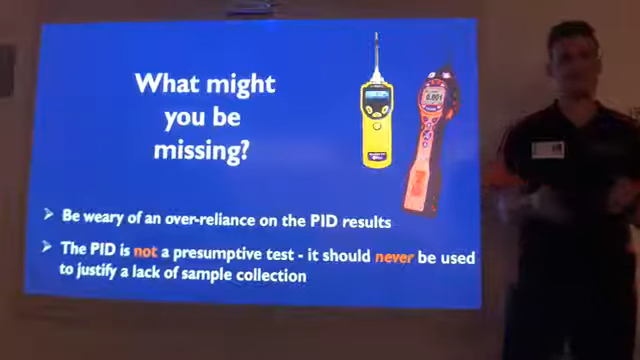 What might
you be
missing?
➢ Be weary of an over-reliance on the PID results
➢ The PID is not a presumptive test - it should never be used
to justify a lack of sample collection